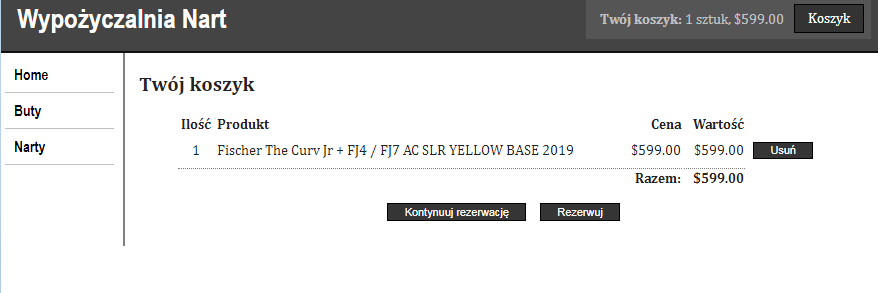 Wypożyczalnia Nart
Twój koszyk: 1 sztuk, $599.00 Koszyk
Home
Buty
Narty
Twój koszyk
Ilość Produkt Cena Wartość
1 Fischer The Curv Jr + FJ4 / FJ7 AC SLR YELLOW BASE 2019 $599.00 $599.00 Usuń
Razem: $599.00
Kontynuuj rezerwację Rezerwuj